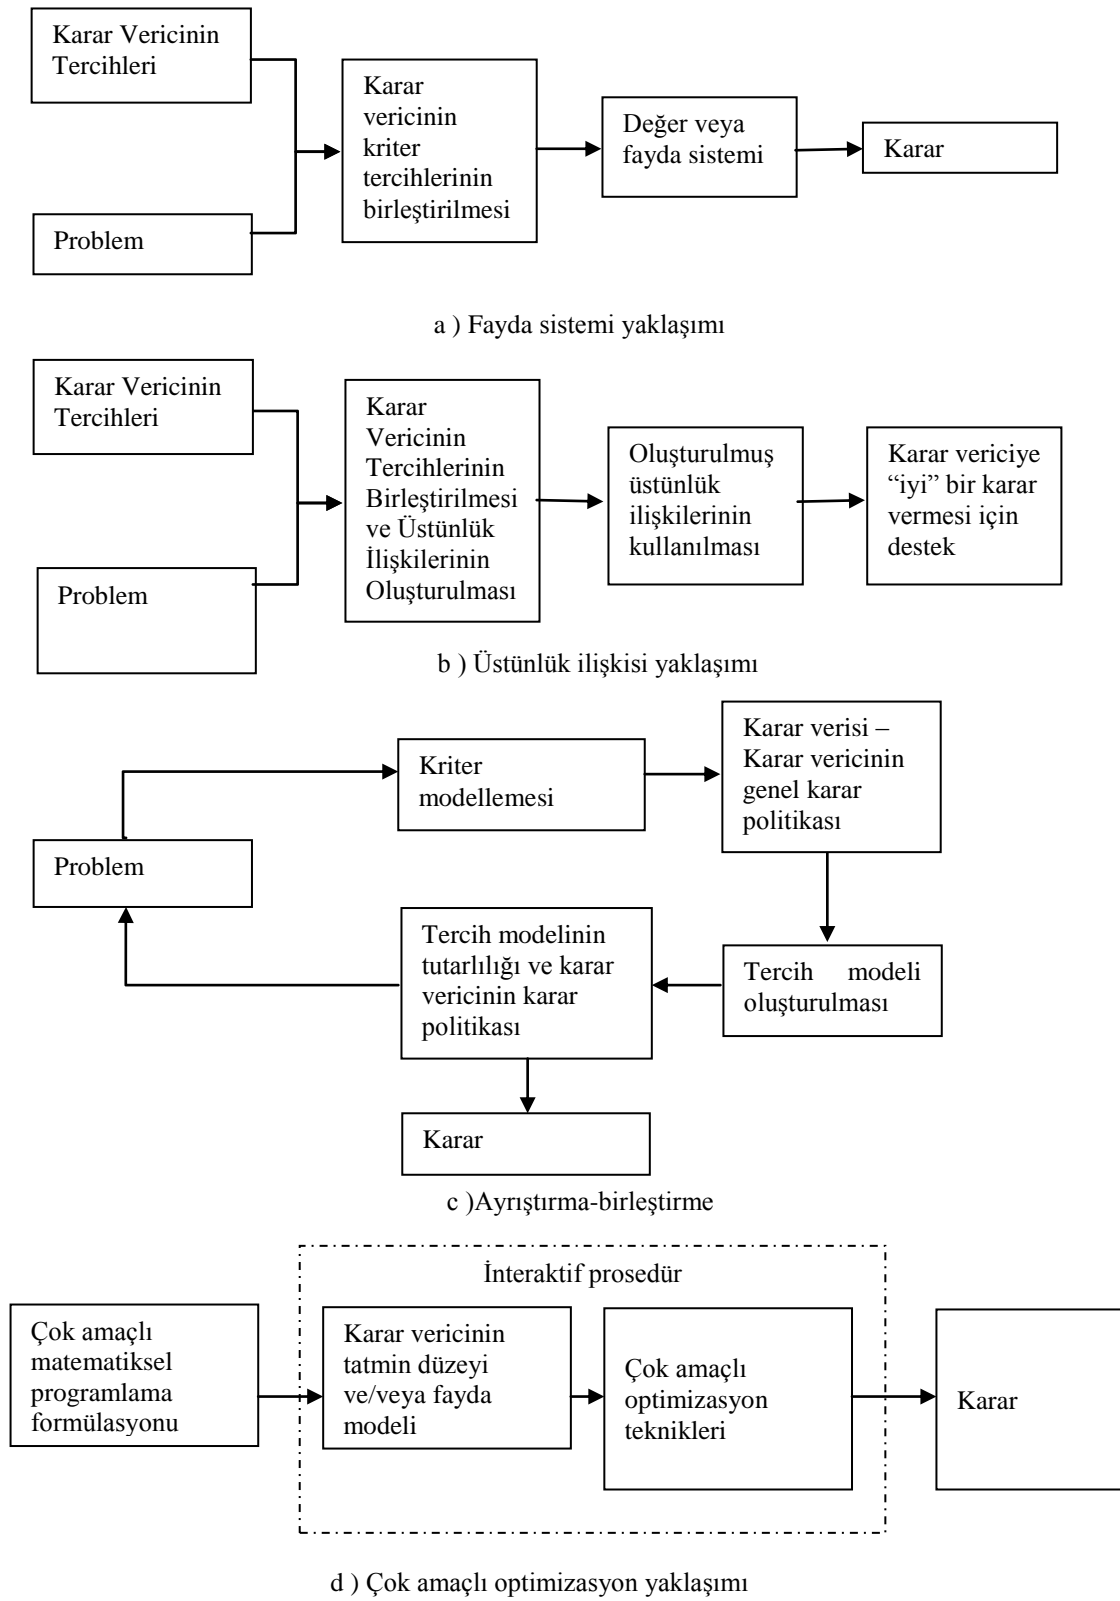 Karar Vericinin
Tercihleri
Problem
Karar
vericinin
kriter
tercihlerinin
birleştirilmesi
Değer veya
fayda sistemi
Karar
a ) Fayda sistemi yaklaşımı
Karar Vericinin
Tercihleri
Problem
Karar
Vericinin
Tercihlerinin
Birleştirilmesi
ve Üstünlük
İlişkilerinin
Oluşturulması
Oluşturulmuş
üstünlük
ilişkilerinin
kullanılması
Karar vericiye
“iyi” bir karar
vermesi için
destek
b ) Üstünlük ilişkisi yaklaşımı
Problem
Kriter
modellemesi
Karar verisi –
Karar vericinin
genel karar
politikası
Tercih modeli
oluşturulması
Tercih modelinin
tutarlılığı ve karar
vericinin karar
politikası
Karar
c )Ayrıştırma-birleştirme
İnteraktif prosedür
Çok amaçlı
matematiksel
programlama
formülasyonu
Karar vericinin
tatmin düzeyi
ve/veya fayda
modeli
Çok amaçlı
optimizasyon
teknikleri
Karar
d ) Çok amaçlı optimizasyon yaklaşımı